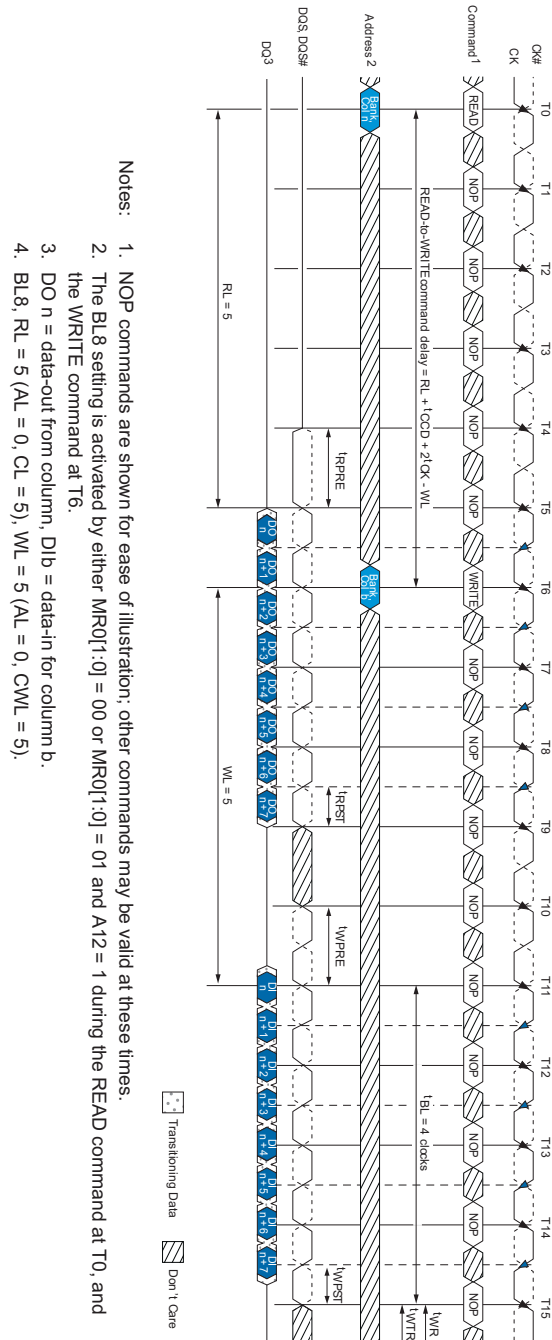 T0 T1 T2 T3 T4 T5 T6 T7 T8 T9 T10 T11 T12 T13 T14 T15
CK#
CK
Command1 READ NOP NOP NOP NOP NOP WRITE NOP NOP NOP NOP NOP NOP NOP NOP NOP
READ-to-WRITEcommand delay = RL + tCCD + 2tCK - WL
tBL = 4 clocks
tWR
tWTR
Address 2 Bank, Col n Bank, Col b
tRPRE tRPST tWPRE tWPST
DQS, DQS#
DQ3 DO n DO n+1 DO n+2 DO n+3 DO n+4 DO n+5 DO n+6 DO n+7 DI n DI n+1 DI n+2 DI n+3 DI n+4 DI n+5 DI n+6 DI n+7
RL = 5 WL = 5
Transitioning Data Don't Care
Notes: 1. NOP commands are shown for ease of illustration; other commands may be valid at these times.
2. The BL8 setting is activated by either MR0[1:0] = 00 or MR0[1:0] = 01 and A12 = 1 during the READ command at T0, and
the WRITE command at T6.
3. DO n = data-out from column, DIb = data-in for column b.
4. BL8, RL = 5 (AL = 0, CL = 5), WL = 5 (AL = 0, CWL = 5).